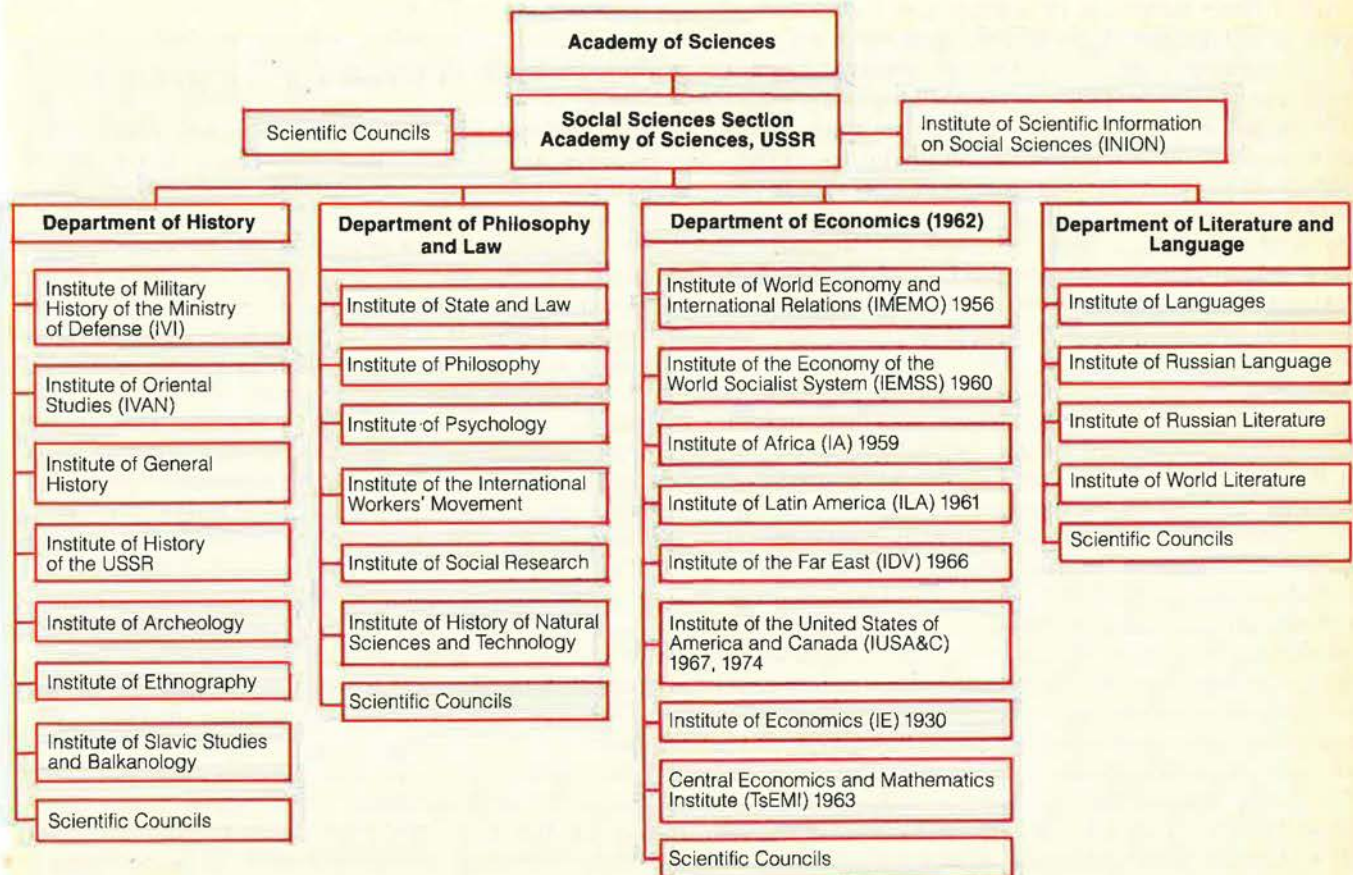 Academy of Sciences
Scientific Councils
Social Sciences Section
Academy of Sciences, USSR
Institute of Scientific Information
on Social Sciences (INION)
Department of History
Institute of Military
History of the Ministry
of Defense (IVI)
Institute of Oriental
Studies (IVAN)
Institute of General
History
Institute of History
of the USSR
Institute of Archeology
Institute of Ethnography
Institute of Slavic Studies
and Balkanology
Scientific Councils
Department of Philosophy
and Law
Institute of State and Law
Institute of Philosophy
Institute of Psychology
Institute of the International
Workers' Movement
Institute of Social Research
Institute of History of Natural
Sciences and Technology
Scientific Councils
Department of Economics (1962)
Institute of World Economy and
International Relations (IMEMO) 1956
Institute of the Economy of the
World Socialist System (IEMSS) 1960
Institute of Africa (IA) 1959
Institute of Latin America (ILA) 1961
Institute of the Far East (IDV) 1966
Institute of the United States of
America and Canada (IUSA&C)
1967, 1974
Institute of Economics (IE) 1930
Central Economics and Mathematics
Institute (TsEMI) 1963
Scientific Councils
Department of Literature and
Language
Institute of Languages
Institute of Russian Language
Institute of Russian Literature
Institute of World Literature
Scientific Councils